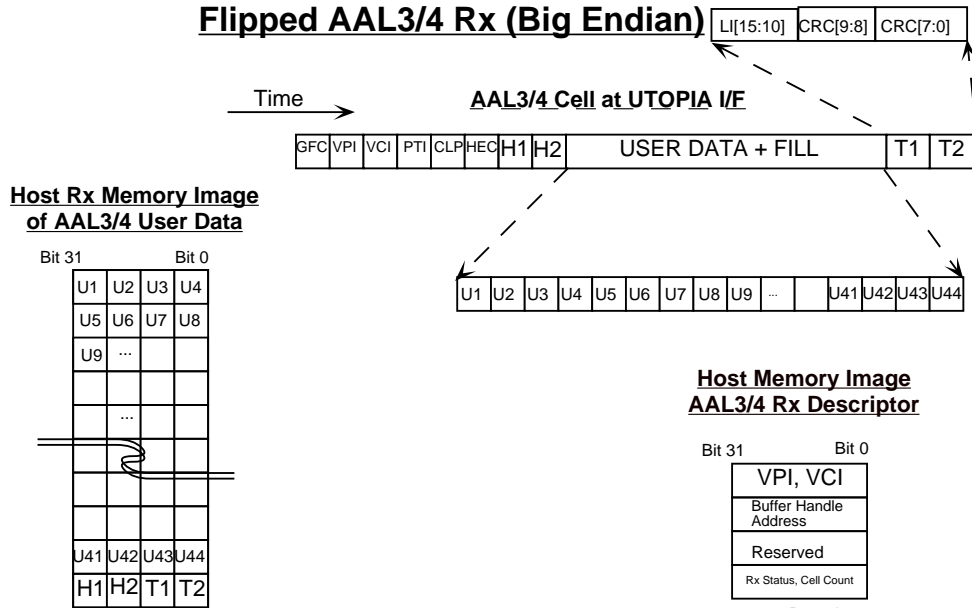 Flipped AAL3/4 Rx (Big Endian)
LI[15:10] CRC[9:8] CRC[7:0]
Time
AAL3/4 Cell at UTOPIA I/F
GFC VPI VCI PTI CLP HEC H1 H2 USER DATA + FILL T1 T2
Host Rx Memory Image
of AAL3/4 User Data
Bit 31 Bit 0
U1 U2 U3 U4
U5 U6 U7 U8
U9 ...
...
U41 U42 U43 U44
H1 H2 T1 T2
U1 U2 U3 U4 U5 U6 U7 U8 U9 ... U41 U42 U43 U44
Host Memory Image
AAL3/4 Rx Descriptor
Bit 31 Bit 0
VPI, VCI
Buffer Handle
Address
Reserved
Rx Status, Cell Count